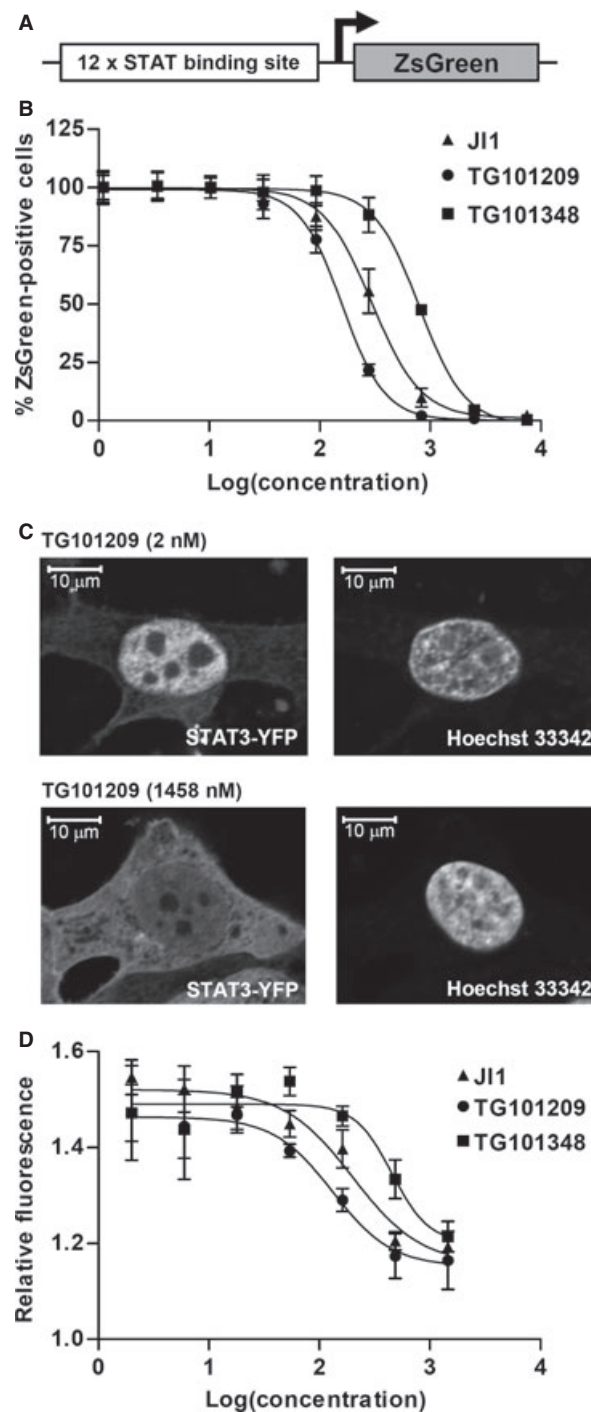 A
12 x STAT binding site
ZsGreen
B
% ZsGreen-positive cells
125
100
75
50
25
0
JI1
TG101209
TG101348
0 1 2 3 4
Log(concentration)
C
TG101209 (2 nM)
10 μm
STAT3-YFP
10 μm
Hoechst 33342
TG101209 (1458 nM)
10 μm
STAT3-YFP
10 μm
Hoechst 33342
D
Relative fluorescence
1.6
1.4
1.2
1.0
JI1
TG101209
TG101348
0 1 2 3 4
Log(concentration)